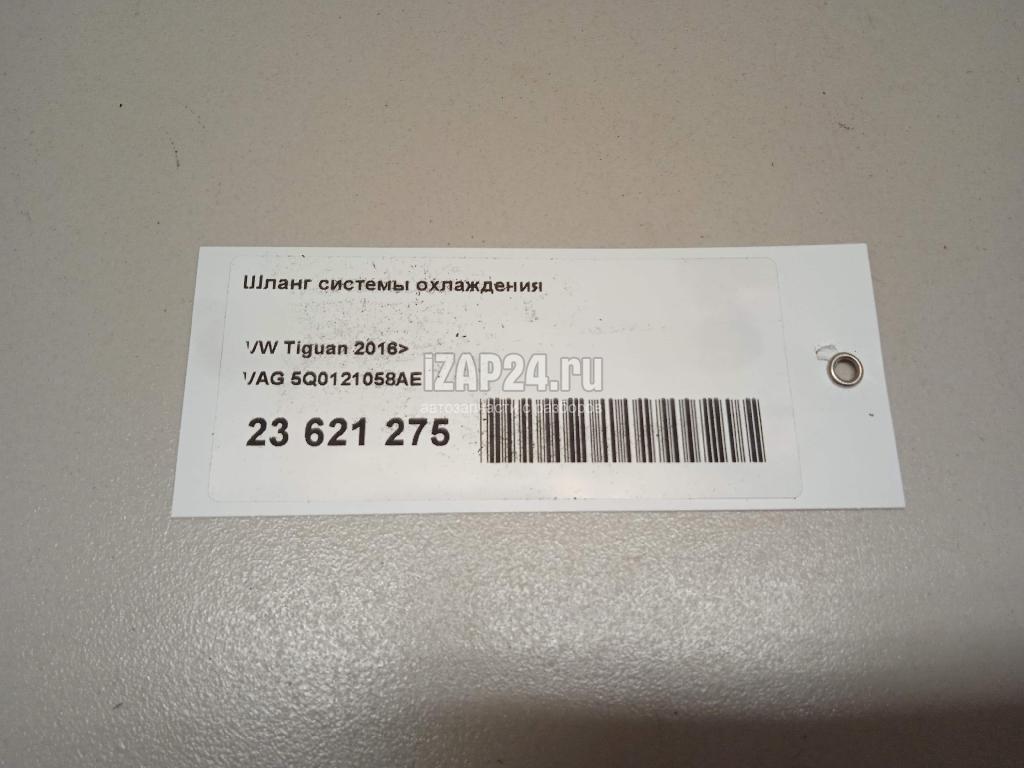 Шланг системы охлаждения
VW Tiguan 2016>
VAG 5Q0121058AE
iZAP24.ru
автозапчасти с разборов
23 621 275